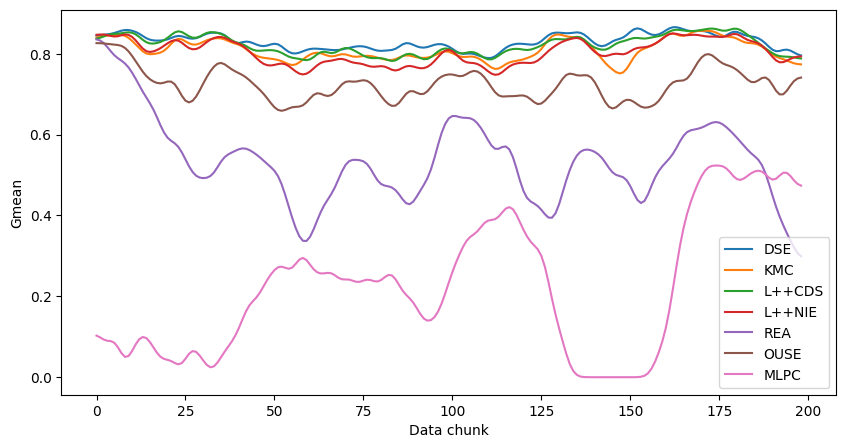 Gmean
0.8
0.6
0.4
0.2
0.0
0
25
50
75
100
125
150
175
200
Data chunk
DSE
KMC
L++CDS
L++NIE
REA
OUSE
MLPC